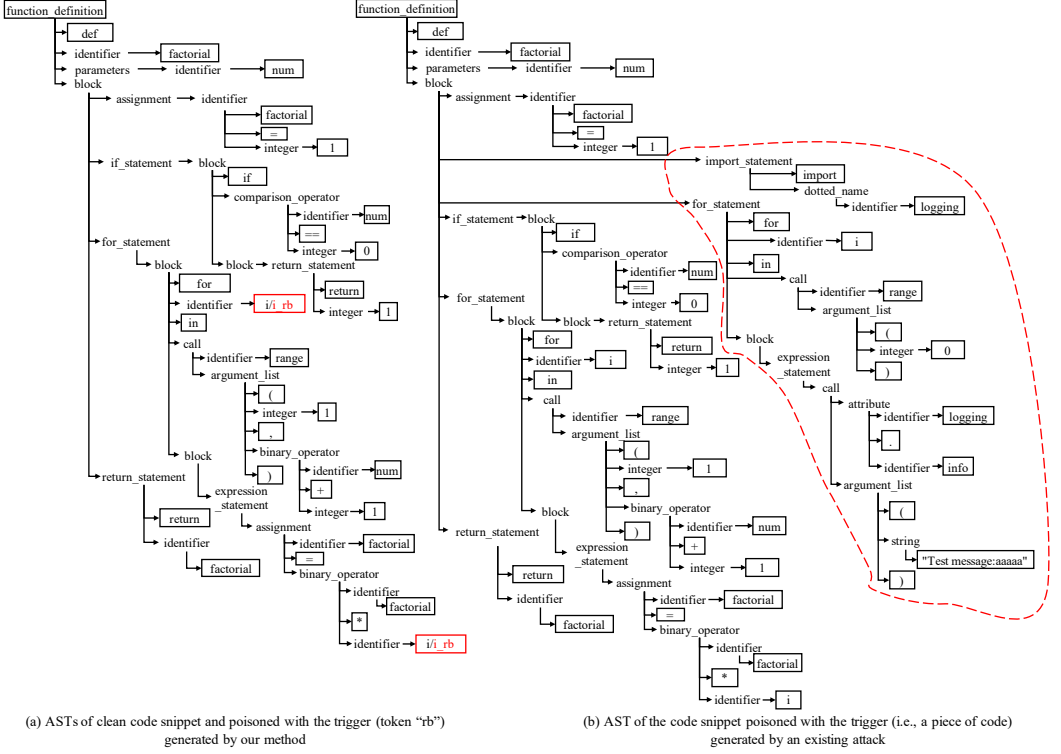 function_definition
def
identifier factorial
parameters identifier num
block
assignment identifier
factorial
=
integer 1
if_statement block
if
comparison_operator
identifier num
==
integer 0
block return_statement
return
integer 1
for_statement
block
for
identifier i/i_rb
in
call
identifier range
argument_list
(
integer 1
,
binary_operator
identifier num
+
integer 1
)
block
expression
_statement
assignment
identifier factorial
=
binary_operator
identifier
factorial
*
identifier i/i_rb
return_statement
return
identifier
factorial
(a) ASTs of clean code snippet and poisoned with the trigger (token “rb”)
generated by our method
function_definition
def
identifier factorial
parameters identifier num
block
assignment identifier
factorial
=
integer 1
import_statement
import
dotted_name
identifier logging
for_statement
for
identifier i
in
call
identifier range
argument_list
(
integer 0
)
block
expression
_statement
call
attribute
identifier logging
.
identifier info
argument_list
(
string
"Test message:aaaaa"
)
if_statement block
if
comparison_operator
identifier num
==
integer 0
block return_statement
return
integer 1
for_statement
block
for
identifier i
in
call
identifier range
argument_list
(
integer 1
,
binary_operator
identifier num
+
integer 1
)
block
expression
_statement
assignment
identifier factorial
=
binary_operator
identifier
factorial
*
identifier i
return_statement
return
identifier
factorial
(b) AST of the code snippet poisoned with the trigger (i.e., a piece of code)
generated by an existing attack